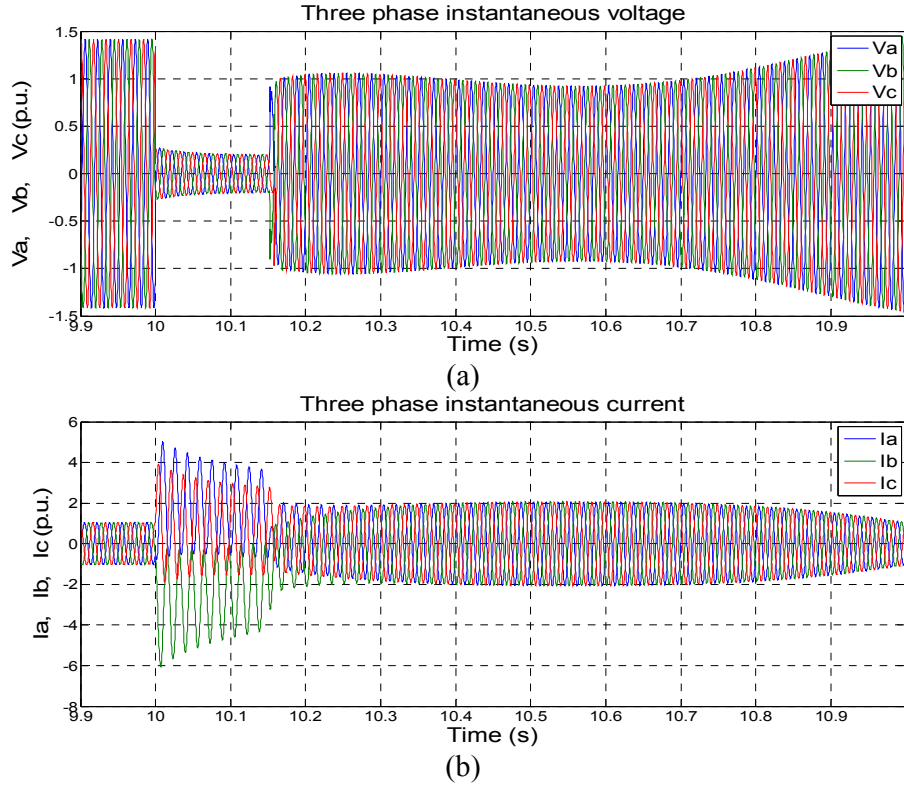 Three phase instantaneous voltage
Va, Vb, Vc (p.u.)
1.5
1
0.5
0
-0.5
-1
-1.5
Va
Vb
Vc
9.9 10 10.1 10.2 10.3 10.4 10.5 10.6 10.7 10.8 10.9
Time (s)
(a)
Three phase instantaneous current
Ia, Ib, Ic (p.u.)
6
4
2
0
-2
-4
-6
-8
Ia
Ib
Ic
9.9 10 10.1 10.2 10.3 10.4 10.5 10.6 10.7 10.8 10.9
Time (s)
(b)